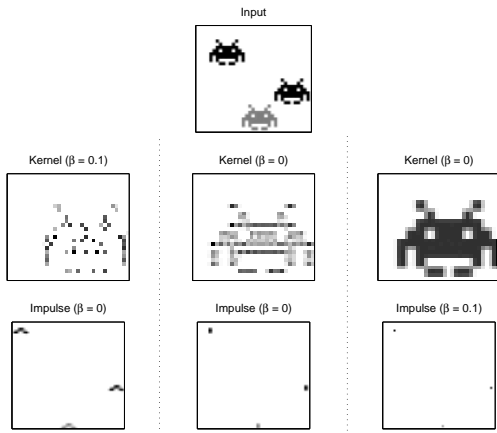 Input
Kernel (β = 0.1)
Kernel (β = 0)
Kernel (β = 0)
Impulse (β = 0)
Impulse (β = 0)
Impulse (β = 0.1)